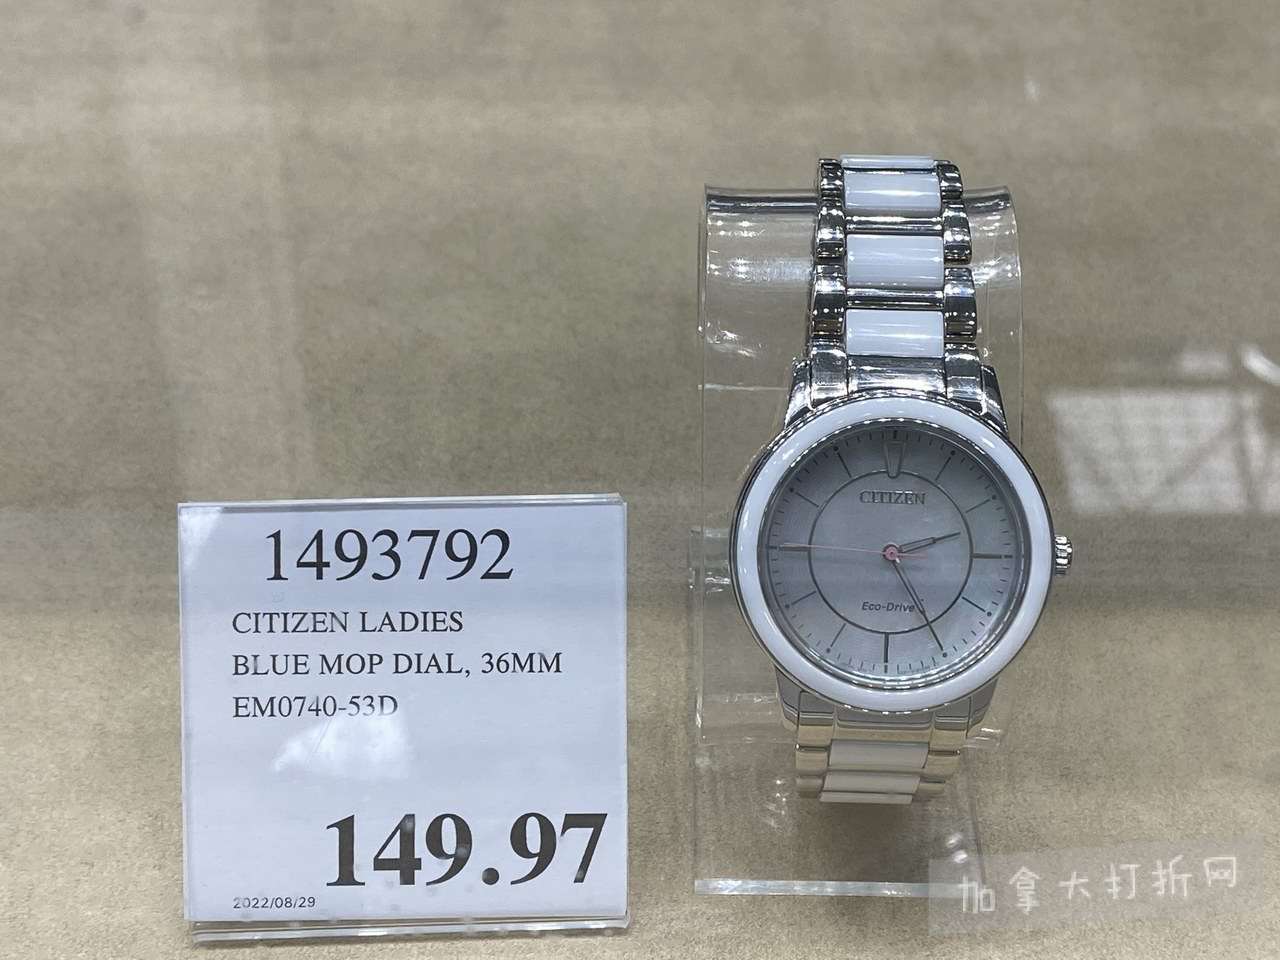 1493792
CITIZEN LADIES
BLUE MOP DIAL, 36MM
EM0740-53D
149.97
2022/08/29
CITIZEN
Eco-Drive
加拿大打折网